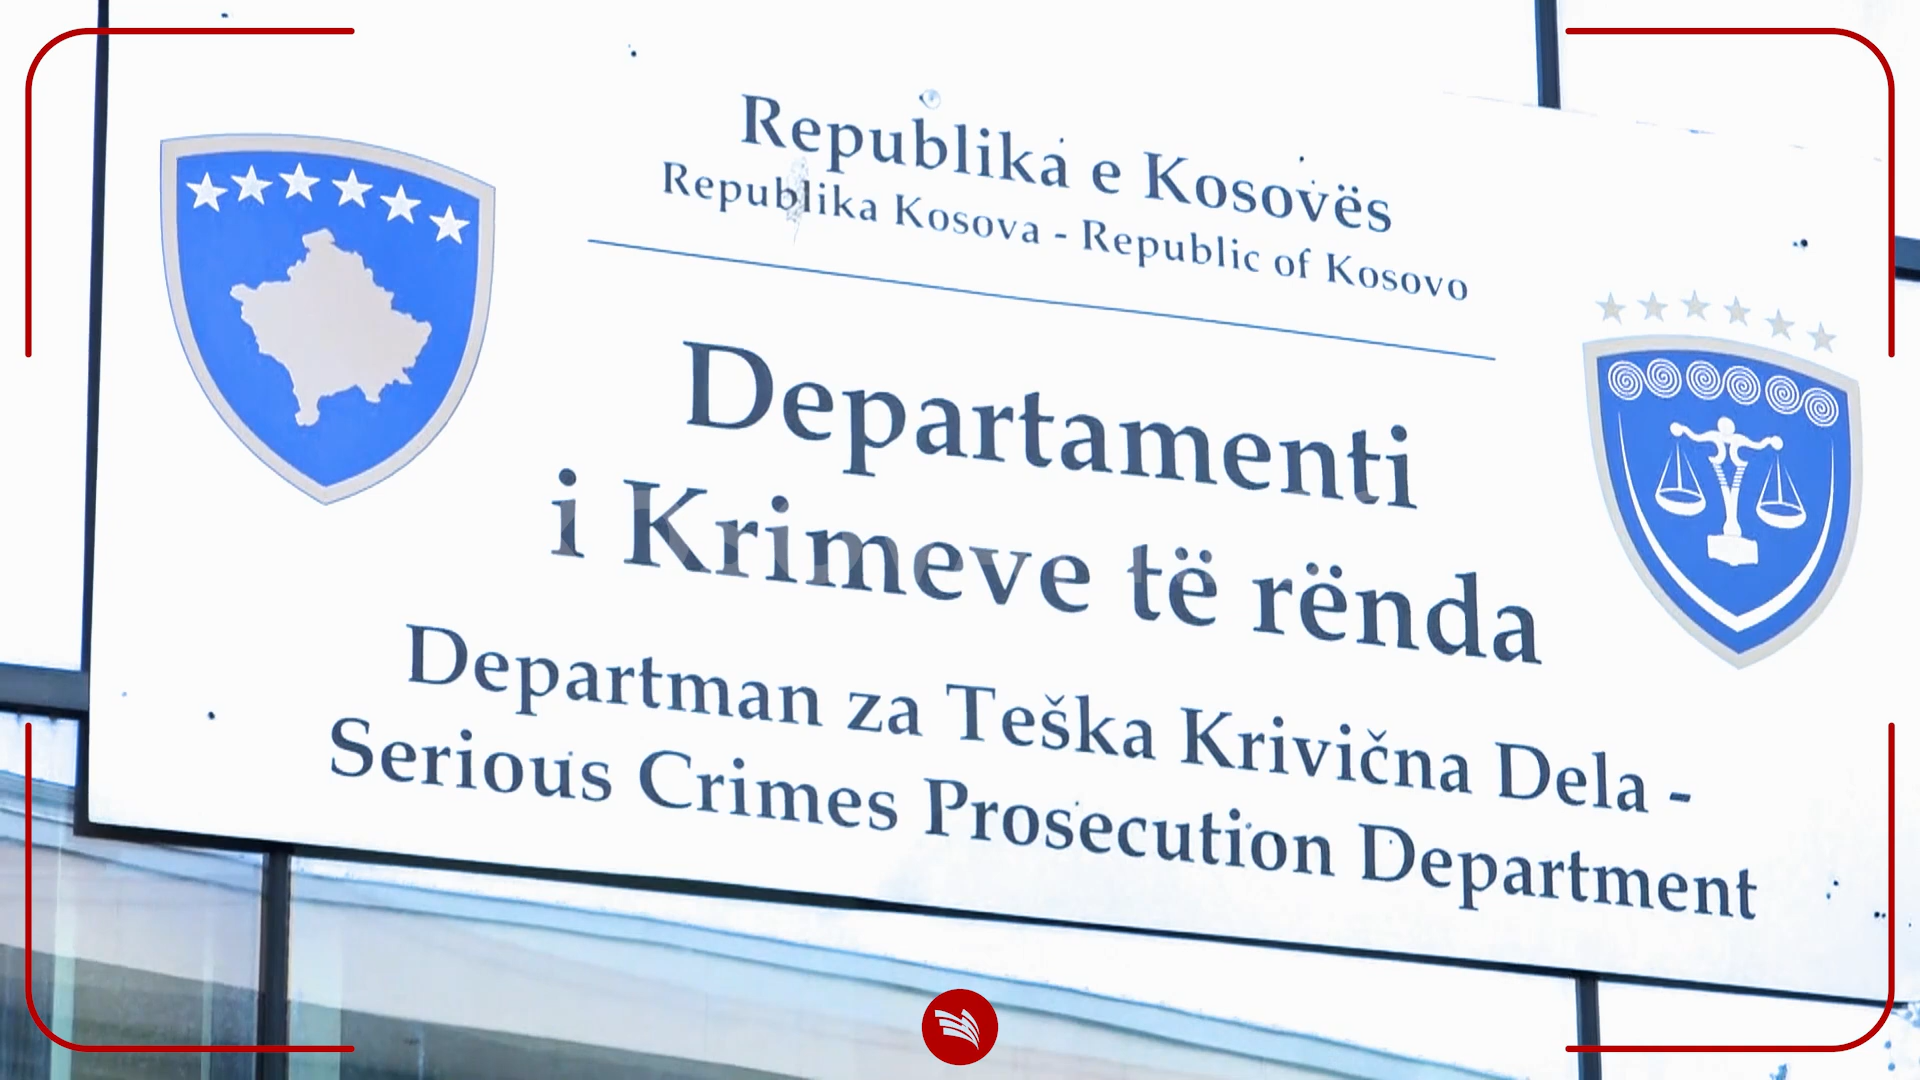 Republika e Kosovës
Republika Kosova - Republic of Kosovo
Departamenti
i Krimeve të rënda
Departman za Teška Krivična Dela -
Serious Crimes Prosecution Department